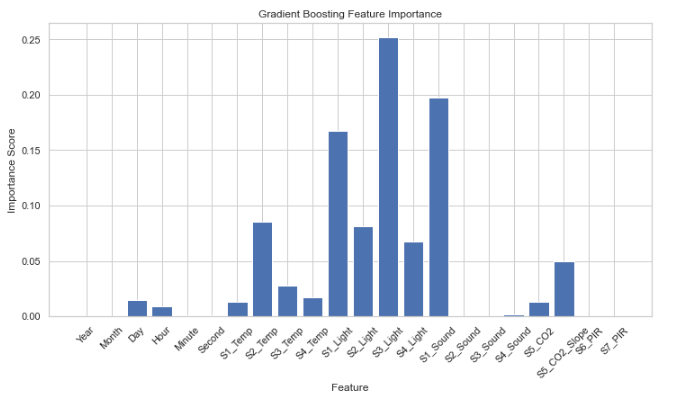 Gradient Boosting Feature Importance
0.25
0.20
0.15
0.10
0.05
0.00
Importance Score
Year
Month
Day
Hour
Minute
Second
S1_Temp
S2_Temp
S3_Temp
S4_Temp
S1_Light
S2_Light
S3_Light
S4_Light
S1_Sound
S2_Sound
S3_Sound
S4_Sound
S5_CO2
S5_CO2_Slope
S6_PIR
S7_PIR
Feature